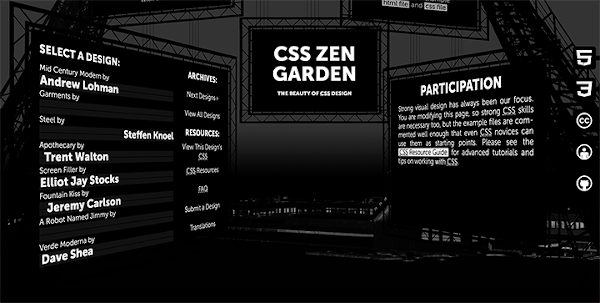 html file and css file
SELECT A DESIGN:
Mid Century Modern by
Andrew Lohman
Garments by
Steel by
Steffen Knoel
Apothecary by
Trent Walton
Screen Filler by
Elliot Jay Stocks
Fountain Kiss by
Jeremy Carlson
A Robot Named Jimmy by
Verde Moderna by
Dave Shea
ARCHIVES:
Next Designs »
View All Designs
RESOURCES:
View This Design's
CSS
CSS Resources
FAQ
Submit a Design
Translations
CSS ZEN
GARDEN
THE BEAUTY OF CSS DESIGN
PARTICIPATION
Strong visual design has always been our focus.
You are modifying this page, so strong CSS skills
are necessary too, but the example files are com-
mented well enough that even CSS novices can
use them as starting points. Please see the
CSS Resource Guide for advanced tutorials and
tips on working with CSS.
5
3
cc